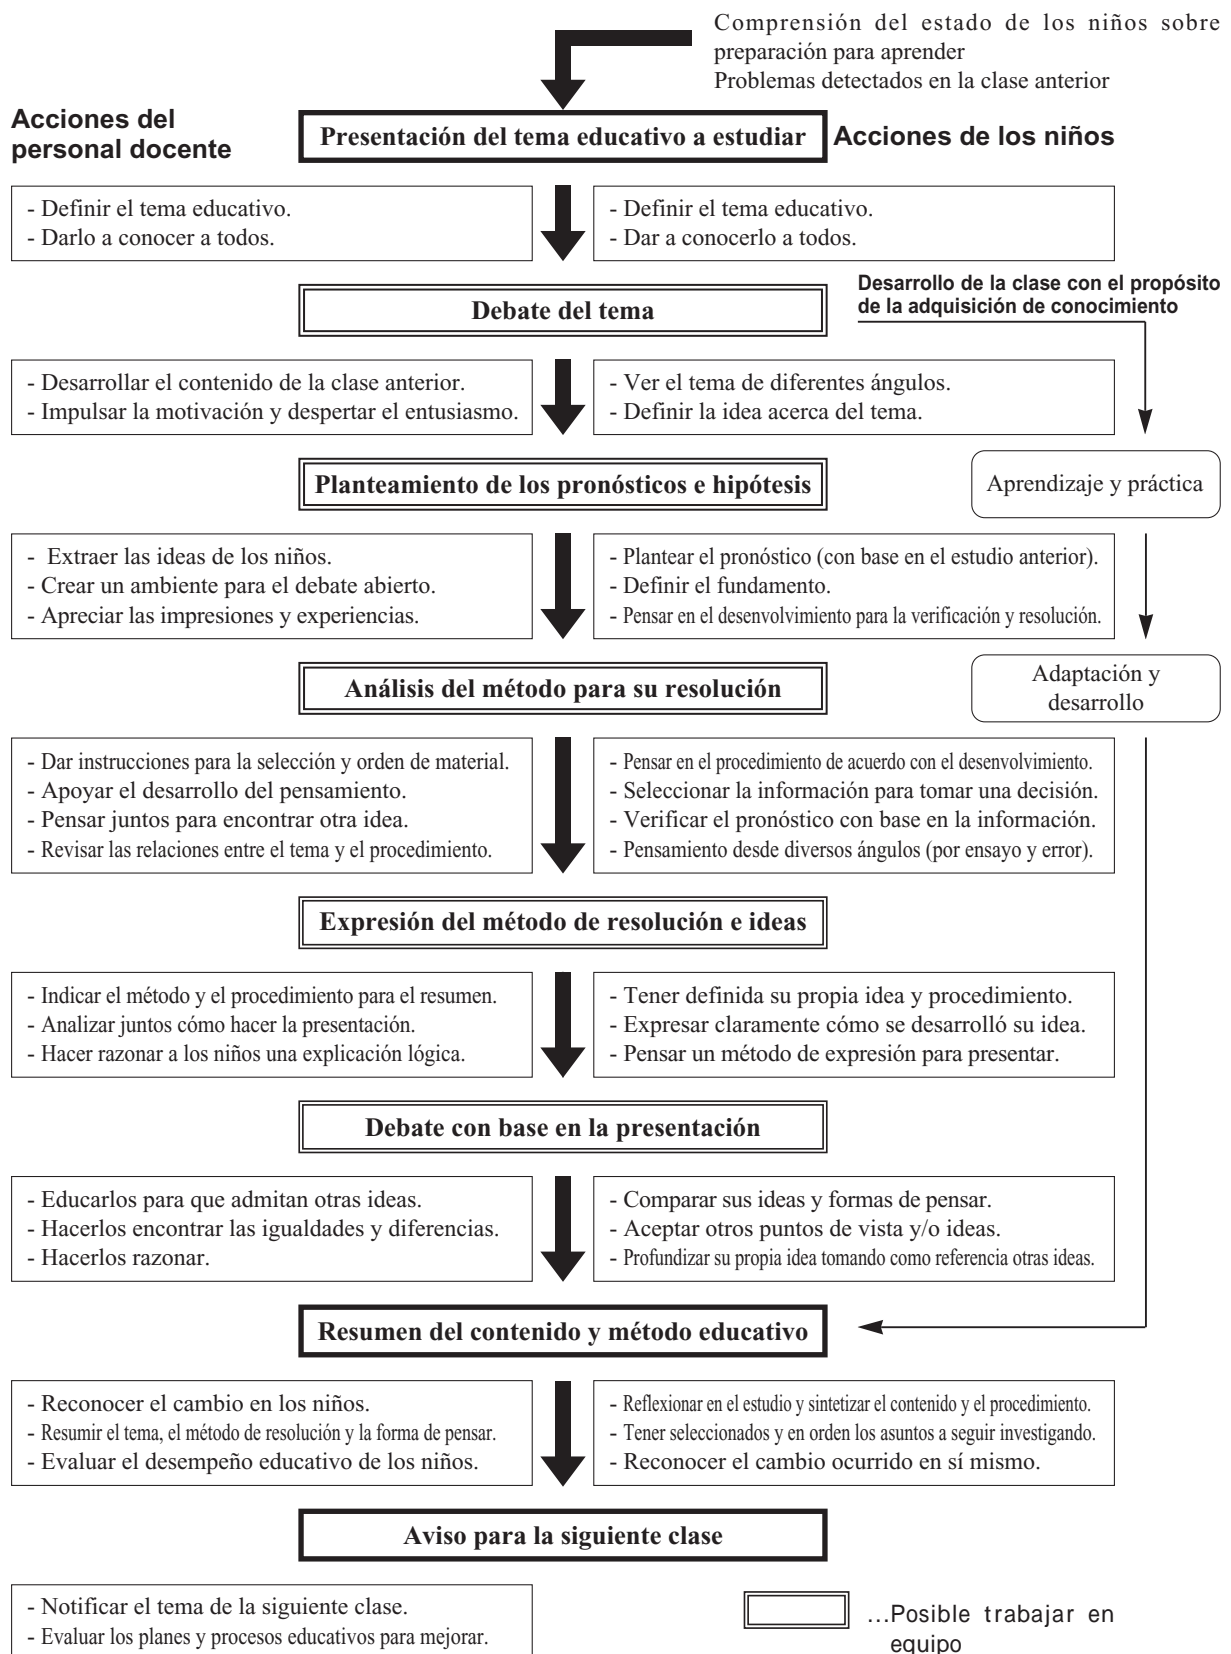 Comprensión del estado de los niños sobre
preparación para aprender
Problemas detectados en la clase anterior
Acciones del
personal docente
Presentación del tema educativo a estudiar
Acciones de los niños
- Definir el tema educativo.
- Darlo a conocer a todos.
- Definir el tema educativo.
- Dar a conocerlo a todos.
Desarrollo de la clase con el propósito
de la adquisición de conocimiento
Debate del tema
- Desarrollar el contenido de la clase anterior.
- Impulsar la motivación y despertar el entusiasmo.
- Ver el tema de diferentes ángulos.
- Definir la idea acerca del tema.
Planteamiento de los pronósticos e hipótesis
Aprendizaje y práctica
- Extraer las ideas de los niños.
- Crear un ambiente para el debate abierto.
- Apreciar las impresiones y experiencias.
- Plantear el pronóstico (con base en el estudio anterior).
- Definir el fundamento.
- Pensar en el desenvolvimiento para la verificación y resolución.
Análisis del método para su resolución
Adaptación y
desarrollo
- Dar instrucciones para la selección y orden de material.
- Apoyar el desarrollo del pensamiento.
- Pensar juntos para encontrar otra idea.
- Revisar las relaciones entre el tema y el procedimiento.
- Pensar en el procedimiento de acuerdo con el desenvolvimiento.
- Seleccionar la información para tomar una decisión.
- Verificar el pronóstico con base en la información.
- Pensamiento desde diversos ángulos (por ensayo y error).
Expresión del método de resolución e ideas
- Indicar el método y el procedimiento para el resumen.
- Analizar juntos cómo hacer la presentación.
- Hacer razonar a los niños una explicación lógica.
- Tener definida su propia idea y procedimiento.
- Expresar claramente cómo se desarrolló su idea.
- Pensar un método de expresión para presentar.
Debate con base en la presentación
- Educarlos para que admitan otras ideas.
- Hacerlos encontrar las igualdades y diferencias.
- Hacerlos razonar.
- Comparar sus ideas y formas de pensar.
- Aceptar otros puntos de vista y/o ideas.
- Profundizar su propia idea tomando como referencia otras ideas.
Resumen del contenido y método educativo
- Reconocer el cambio en los niños.
- Resumir el tema, el método de resolución y la forma de pensar.
- Evaluar el desempeño educativo de los niños.
- Reflexionar en el estudio y sintetizar el contenido y el procedimiento.
- Tener seleccionados y en orden los asuntos a seguir investigando.
- Reconocer el cambio ocurrido en sí mismo.
Aviso para la siguiente clase
- Notificar el tema de la siguiente clase.
- Evaluar los planes y procesos educativos para mejorar.
...Posible trabajar en
equipo